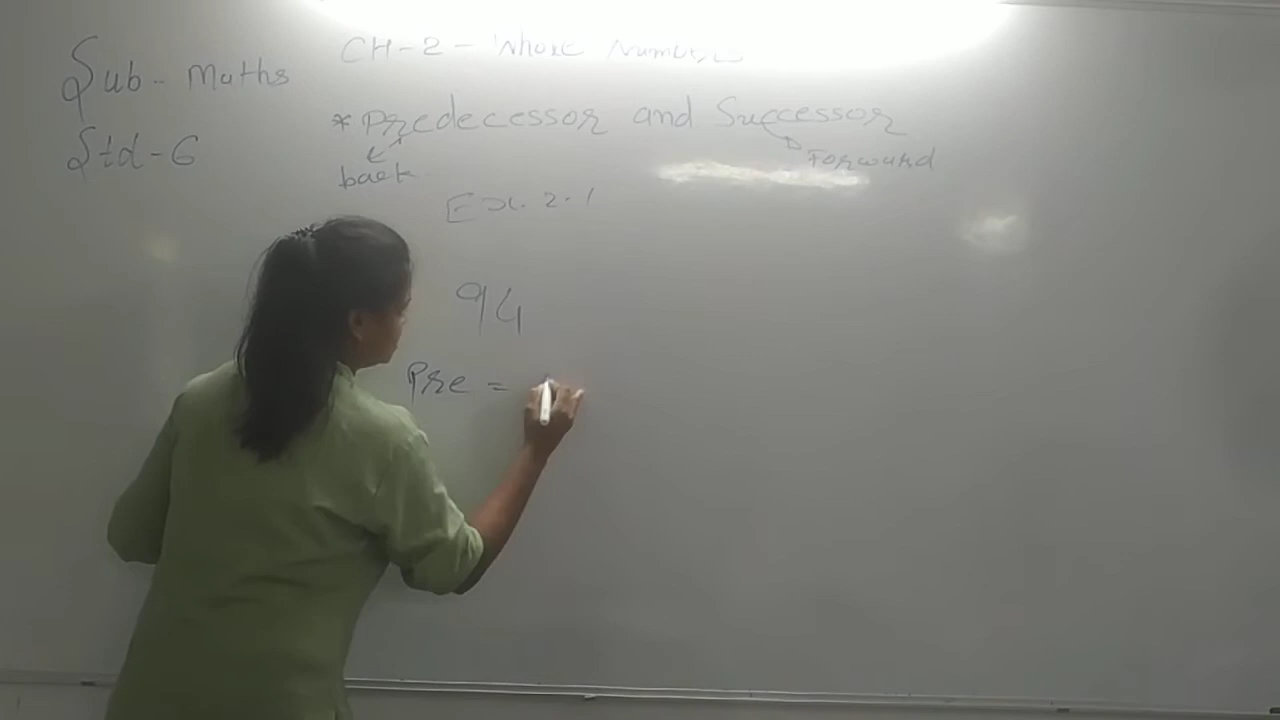 Sub - Maths
Std - 6
CH - 2 - Whole Numbers
* Predecessor and Successor
back
Forward
Ex. 2.1
94
Pre =